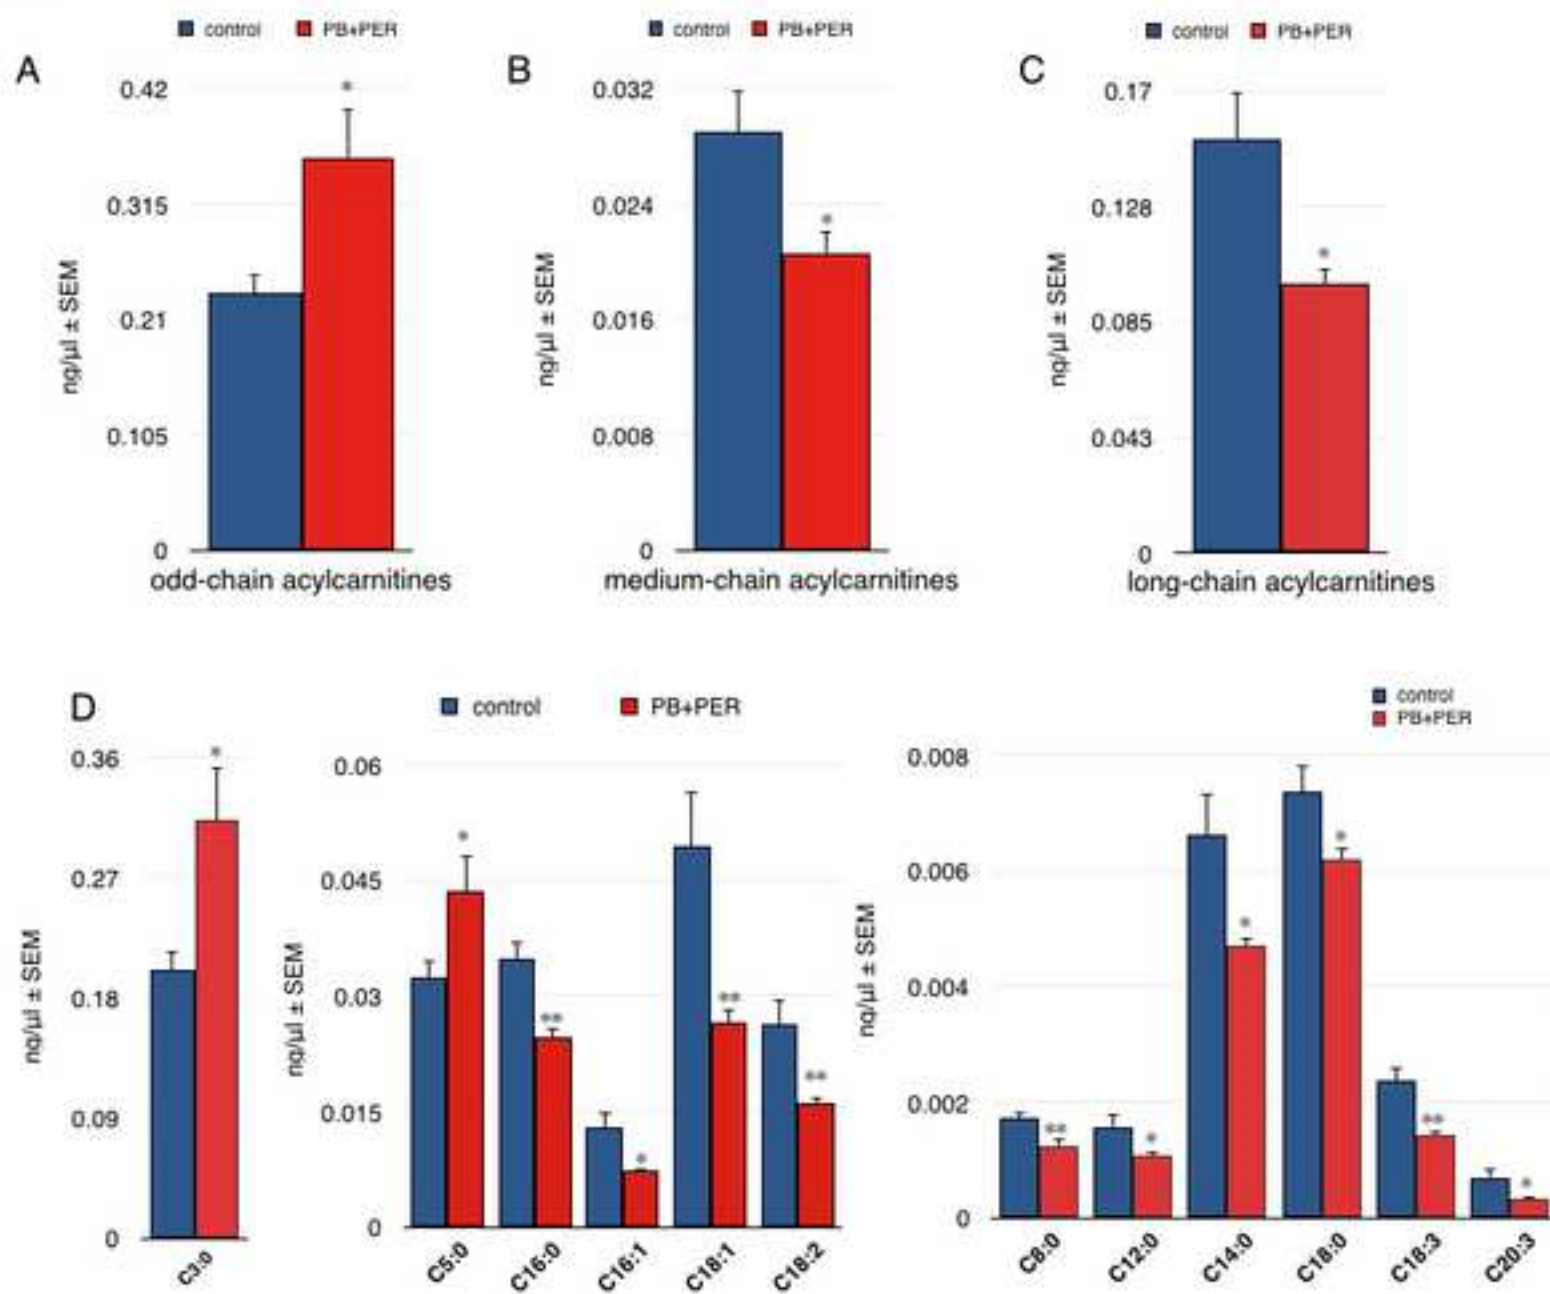 A
control PB+PER
0.42
0.315
0.21
0.105
0
ng/µl ± SEM
*
odd-chain acylcarnitines
B
control PB+PER
0.032
0.024
0.016
0.008
0
ng/µl ± SEM
*
medium-chain acylcarnitines
C
control PB+PER
0.17
0.128
0.085
0.043
0
ng/µl ± SEM
*
long-chain acylcarnitines
D
control PB+PER
0.36
0.27
0.18
0.09
0
ng/µl ± SEM
*
C3:0
0.06
0.045
0.03
0.015
0
ng/µl ± SEM
* ** * ** **
C5:0 C16:0 C16:1 C18:1 C18:2
control
PB+PER
0.008
0.006
0.004
0.002
0
ng/µl ± SEM
** * * * ** *
C8:0 C12:0 C14:0 C18:0 C18:3 C20:3